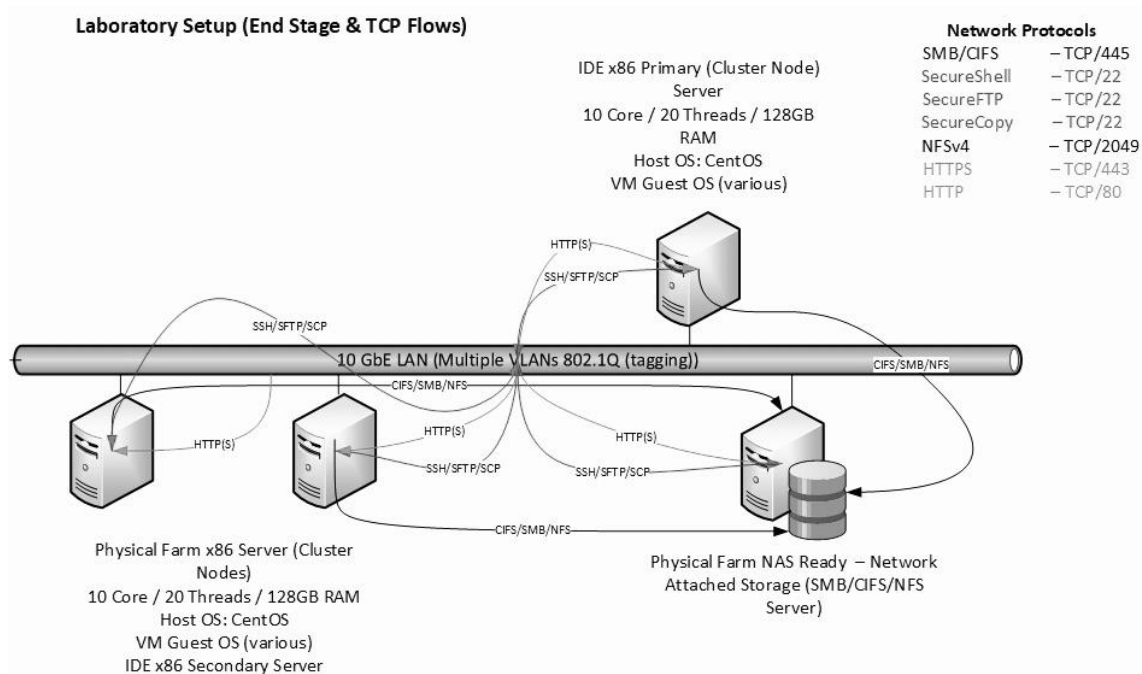 Laboratory Setup (End Stage & TCP Flows)
Network Protocols
SMB/CIFS – TCP/445
SecureShell – TCP/22
SecureFTP – TCP/22
SecureCopy – TCP/22
NFSv4 – TCP/2049
HTTPS – TCP/443
HTTP – TCP/80
IDE x86 Primary (Cluster Node)
Server
10 Core / 20 Threads / 128GB
RAM
Host OS: CentOS
VM Guest OS (various)
HTTP(S)
SSH/SFTP/SCP
SSH/SFTP/SCP
10 GbE LAN (Multiple VLANs 802.1Q (tagging))
CIFS/SMB/NFS
CIFS/SMB/NFS
HTTP(S)
HTTP(S)
HTTP(S)
SSH/SFTP/SCP
SSH/SFTP/SCP
CIFS/SMB/NFS
Physical Farm x86 Server (Cluster
Nodes)
10 Core / 20 Threads / 128GB RAM
Host OS: CentOS
VM Guest OS (various)
IDE x86 Secondary Server
Physical Farm NAS Ready – Network
Attached Storage (SMB/CIFS/NFS
Server)